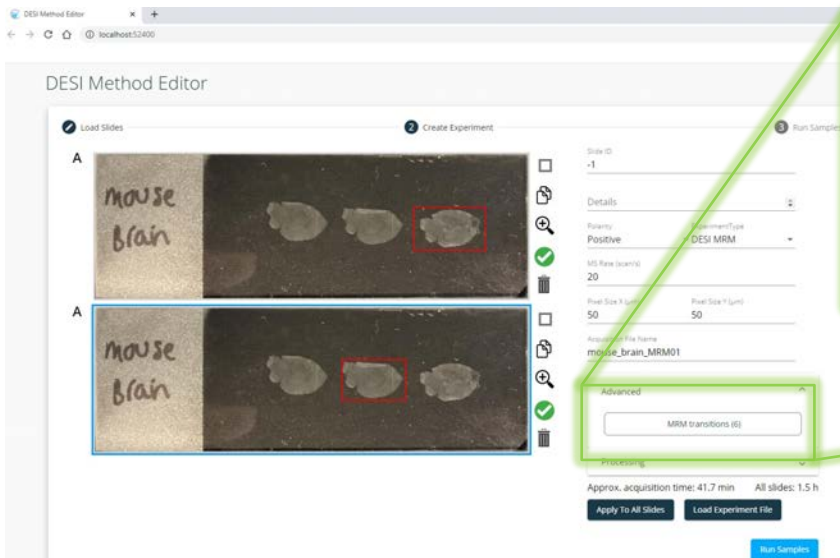 DESI Method Editor
localhost:52400
DESI Method Editor
Load Slides
2 Create Experiment
3 Run Samples
A
mouse
Brain
A
mouse
Brain
Slide ID
-1
Details
Polarity
ExperimentType
Positive
DESI MRM
MS Rate (scan/s)
20
Pixel Size X (µm)
Pixel Size Y (µm)
50
50
Acquisition File Name
mouse_brain_MRM01
Advanced
MRM transitions (6)
Processing
Approx. acquisition time: 41.7 min
All slides: 1.5 h
Apply To All Slides
Load Experiment File
Run Samples